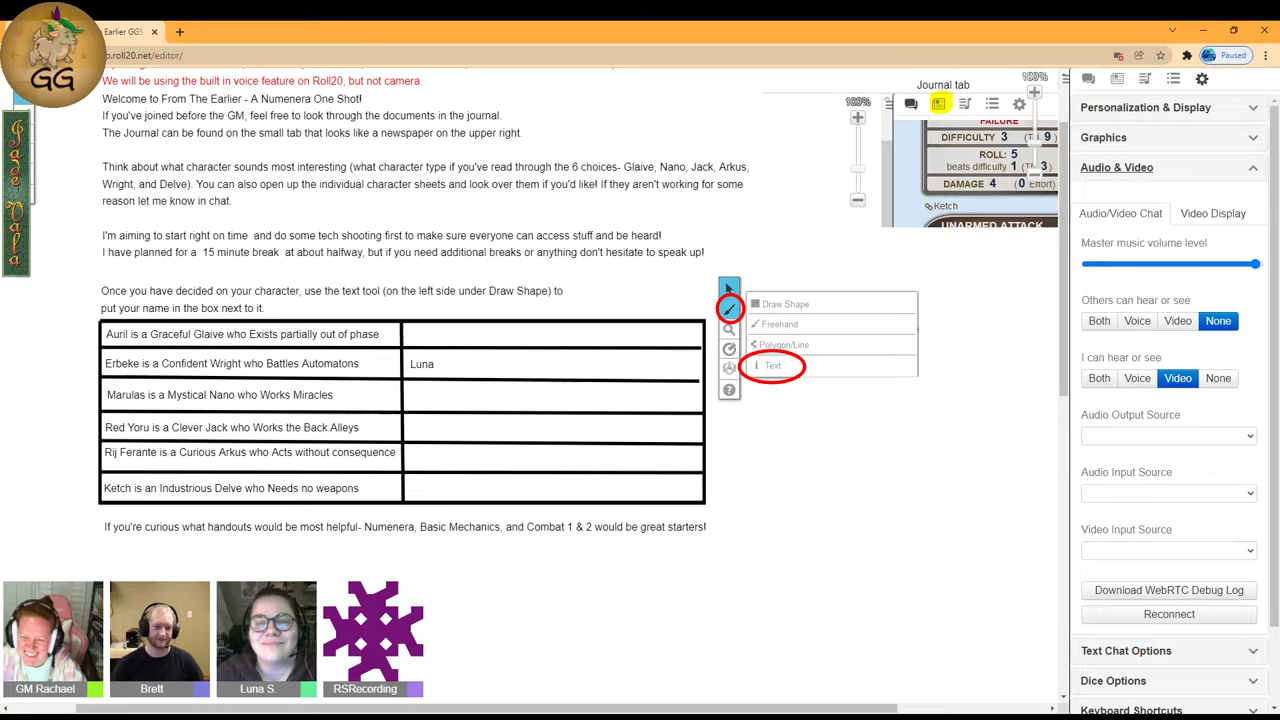 Earlier GGS
Paused
.roll20.net/editor/
GG
Jade Vala
We will be using the built in voice feature on Roll20, but not camera.
Welcome to From The Earlier - A Numenera One Shot!
If you've joined before the GM, feel free to look through the documents in the journal.
The Journal can be found on the small tab that looks like a newspaper on the upper right.
Think about what character sounds most interesting (what character type if you've read through the 6 choices- Glaive, Nano, Jack, Arkus,
Wright, and Delve). You can also open up the individual character sheets and look over them if you'd like! If they aren't working for some
reason let me know in chat.
I'm aiming to start right on time and do some troubleshooting first to make sure everyone can access stuff and be heard!
I have planned for a 15 minute break at about halfway, but if you need additional breaks or anything don't hesitate to speak up!
Once you have decided on your character, use the text tool (on the left side under Draw Shape) to
put your name in the box next to it.
Auril is a Graceful Glaive who Exists partially out of phase
Erbeke is a Confident Wright who Battles Automatons
Luna
Marulas is a Mystical Nano who Works Miracles
Red Yoru is a Clever Jack who Works the Back Alleys
Rij Ferante is a Curious Arkus who Acts without consequence
Ketch is an Industrious Delve who Needs no weapons
If you're curious what handouts would be most helpful- Numenera, Basic Mechanics, and Combat 1 & 2 would be great starters!
Draw Shape
Freehand
Polygon/Line
Text
Journal tab
100%
100%
FAILURE
DIFFICULTY 3
9
ROLL: 5
beats difficulty 1
3
DAMAGE 4 (0 Effort)
Ketch
UNARMED ATTACK
Personalization & Display
Graphics
Audio & Video
Audio/Video Chat
Video Display
Master music volume level
Others can hear or see
Both Voice Video None
I can hear or see
Both Voice Video None
Audio Output Source
Audio Input Source
Video Input Source
Download WebRTC Debug Log
Reconnect
Text Chat Options
Dice Options
Keyboard Shortcuts
GM Rachael
Brett
Luna S.
RSRecording